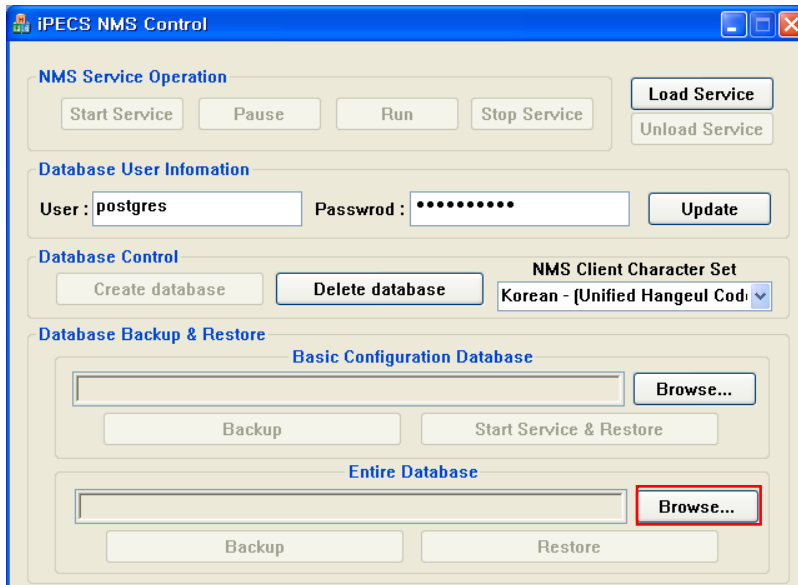 iPECS NMS Control
NMS Service Operation
Start Service Pause Run Stop Service
Load Service
Unload Service
Database User Infomation
User : postgres Passwrod : •••••••••• Update
Database Control
Create database Delete database
NMS Client Character Set
Korean - (Unified Hangeul Cod
Database Backup & Restore
Basic Configuration Database
Browse...
Backup Start Service & Restore
Entire Database
Browse...
Backup Restore